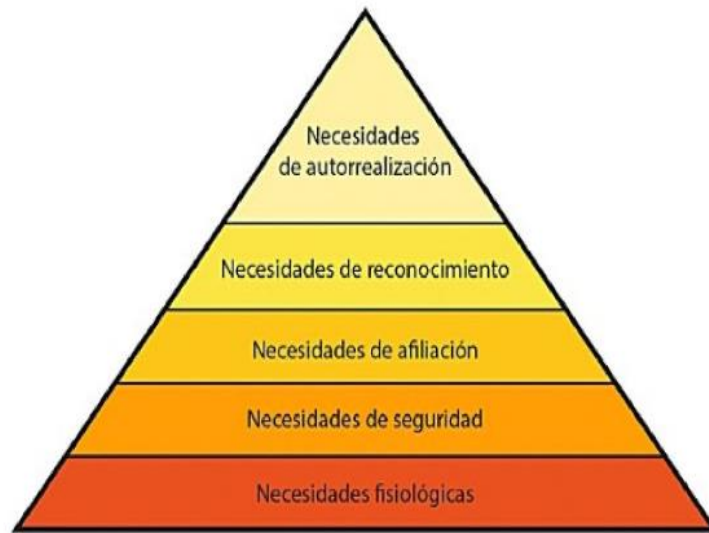 Necesidades
de autorrealización
Necesidades de reconocimiento
Necesidades de afiliación
Necesidades de seguridad
Necesidades fisiológicas